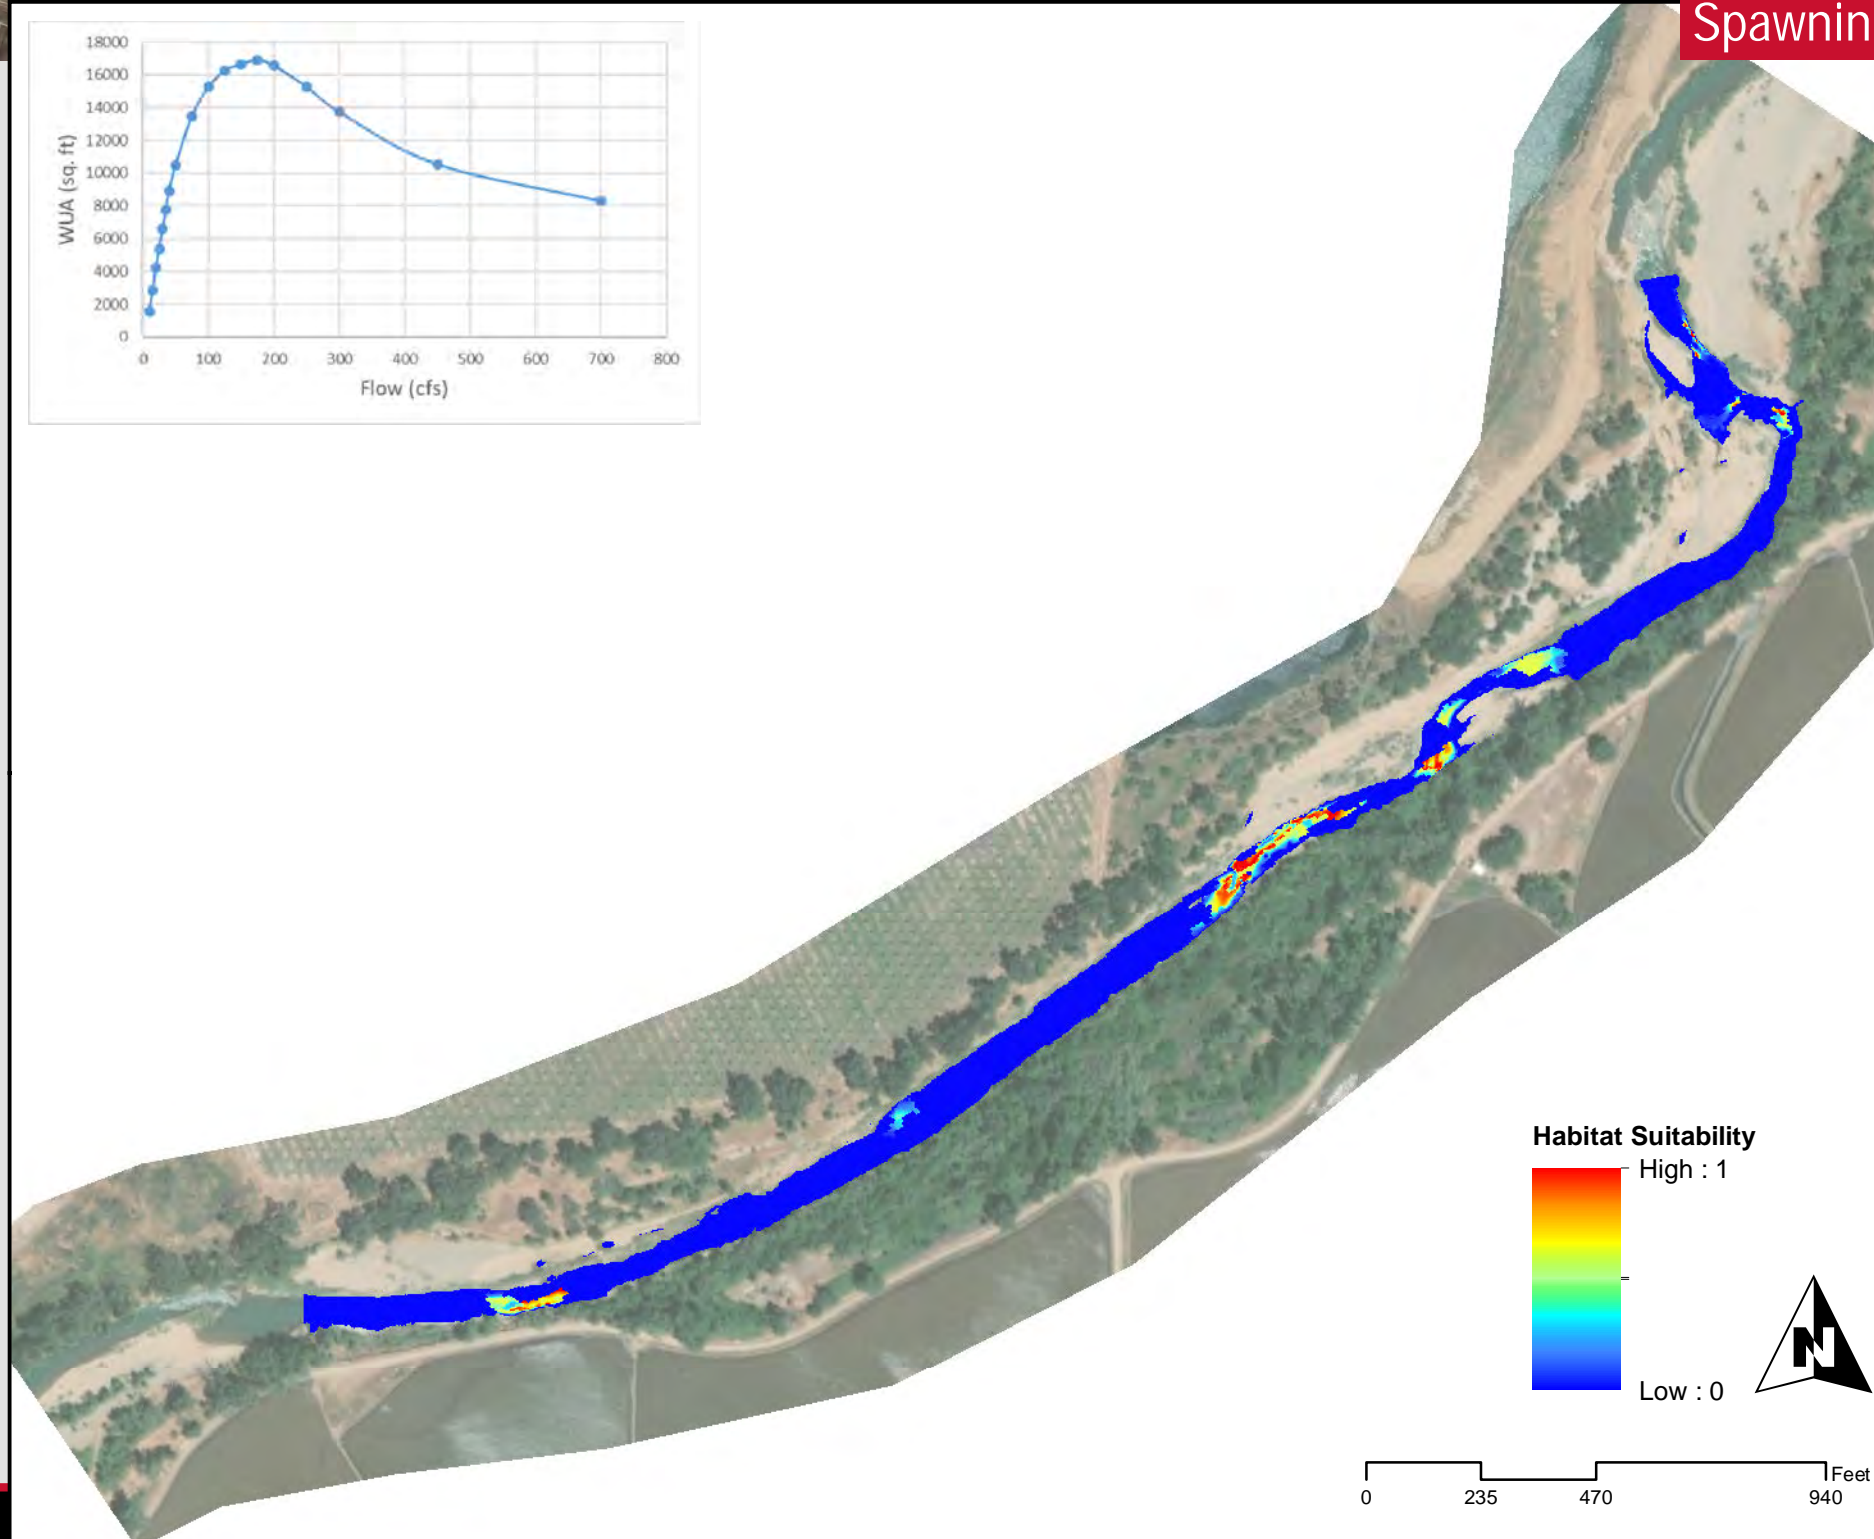 Spawnin
18000
16000
14000
12000
10000
8000
6000
4000
2000
0
WUA (sq. ft)
0 100 200 300 400 500 600 700 800
Flow (cfs)
Habitat Suitability
High : 1
Low : 0
N
Feet
0 235 470 940